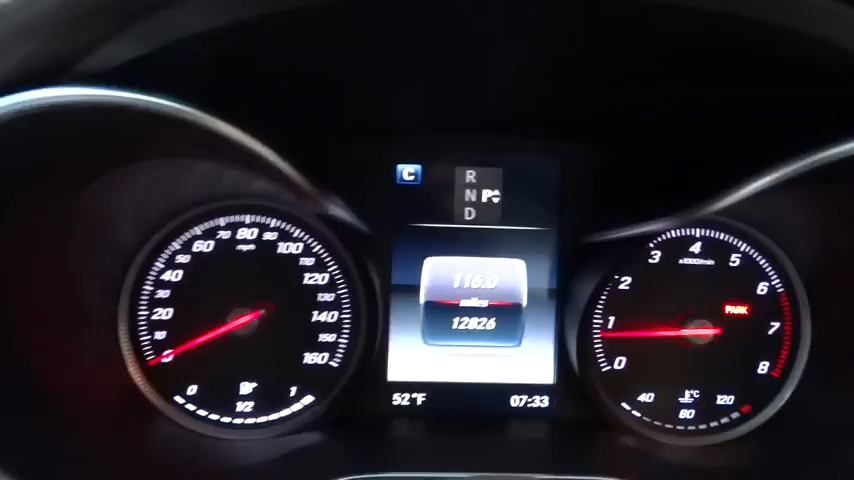 C
R
N P
D
116.0
miles
12826
52°F 07:33
0 10 20 30 40 50 60 70 80 90 100 110 120 130 140 150 160
mph
0 1/2 1
0 1 2 3 4 5 6 7 8
x1000/min
PARK
°C
40 80 120